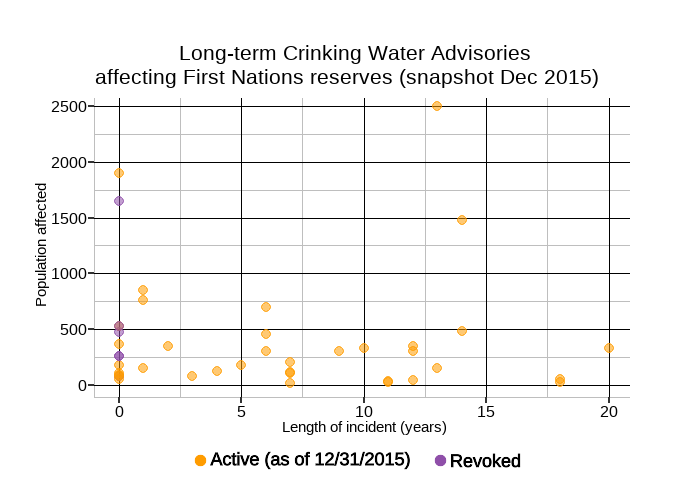 Long-term Crinking Water Advisories
affecting First Nations reserves (snapshot Dec 2015)
Population affected
2500
2000
1500
1000
500
0
0 5 10 15 20
Length of incident (years)
Active (as of 12/31/2015) Revoked